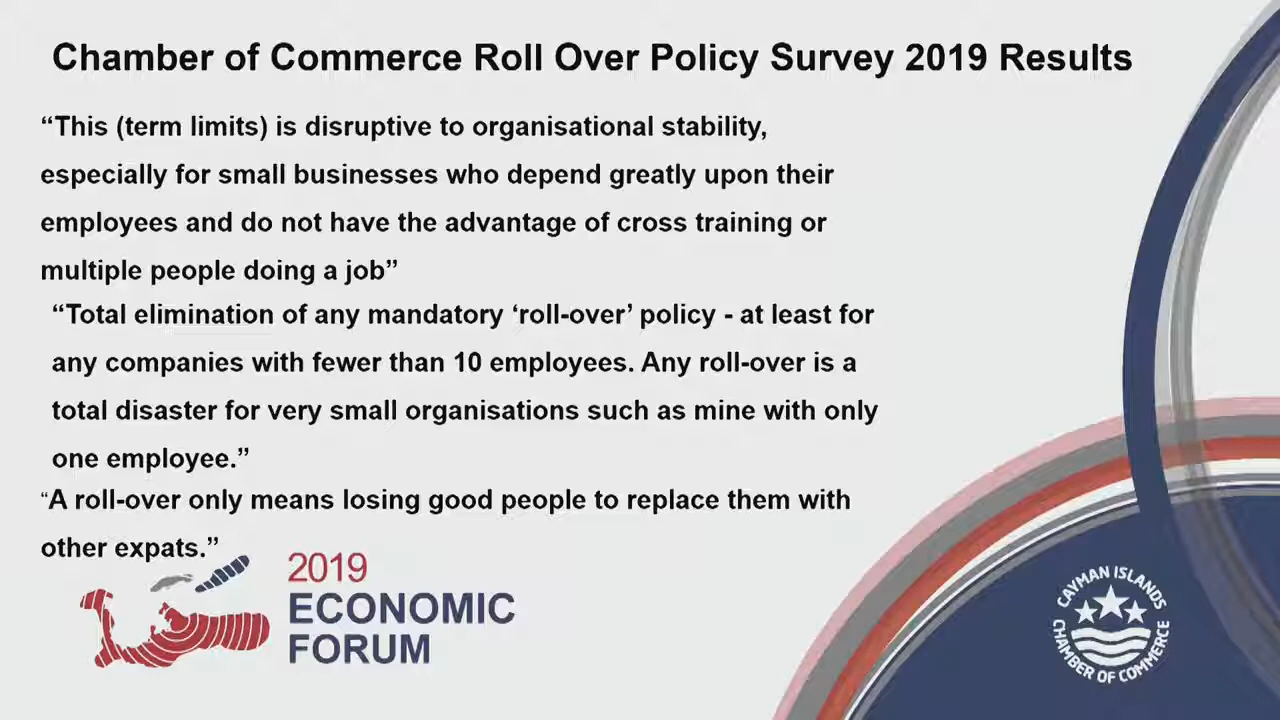 Chamber of Commerce Roll Over Policy Survey 2019 Results
“This (term limits) is disruptive to organisational stability,
especially for small businesses who depend greatly upon their
employees and do not have the advantage of cross training or
multiple people doing a job”
“Total elimination of any mandatory ‘roll-over’ policy - at least for
any companies with fewer than 10 employees. Any roll-over is a
total disaster for very small organisations such as mine with only
one employee.”
“A roll-over only means losing good people to replace them with
other expats.”
2019
ECONOMIC
FORUM
CAYMAN ISLANDS
CHAMBER OF COMMERCE